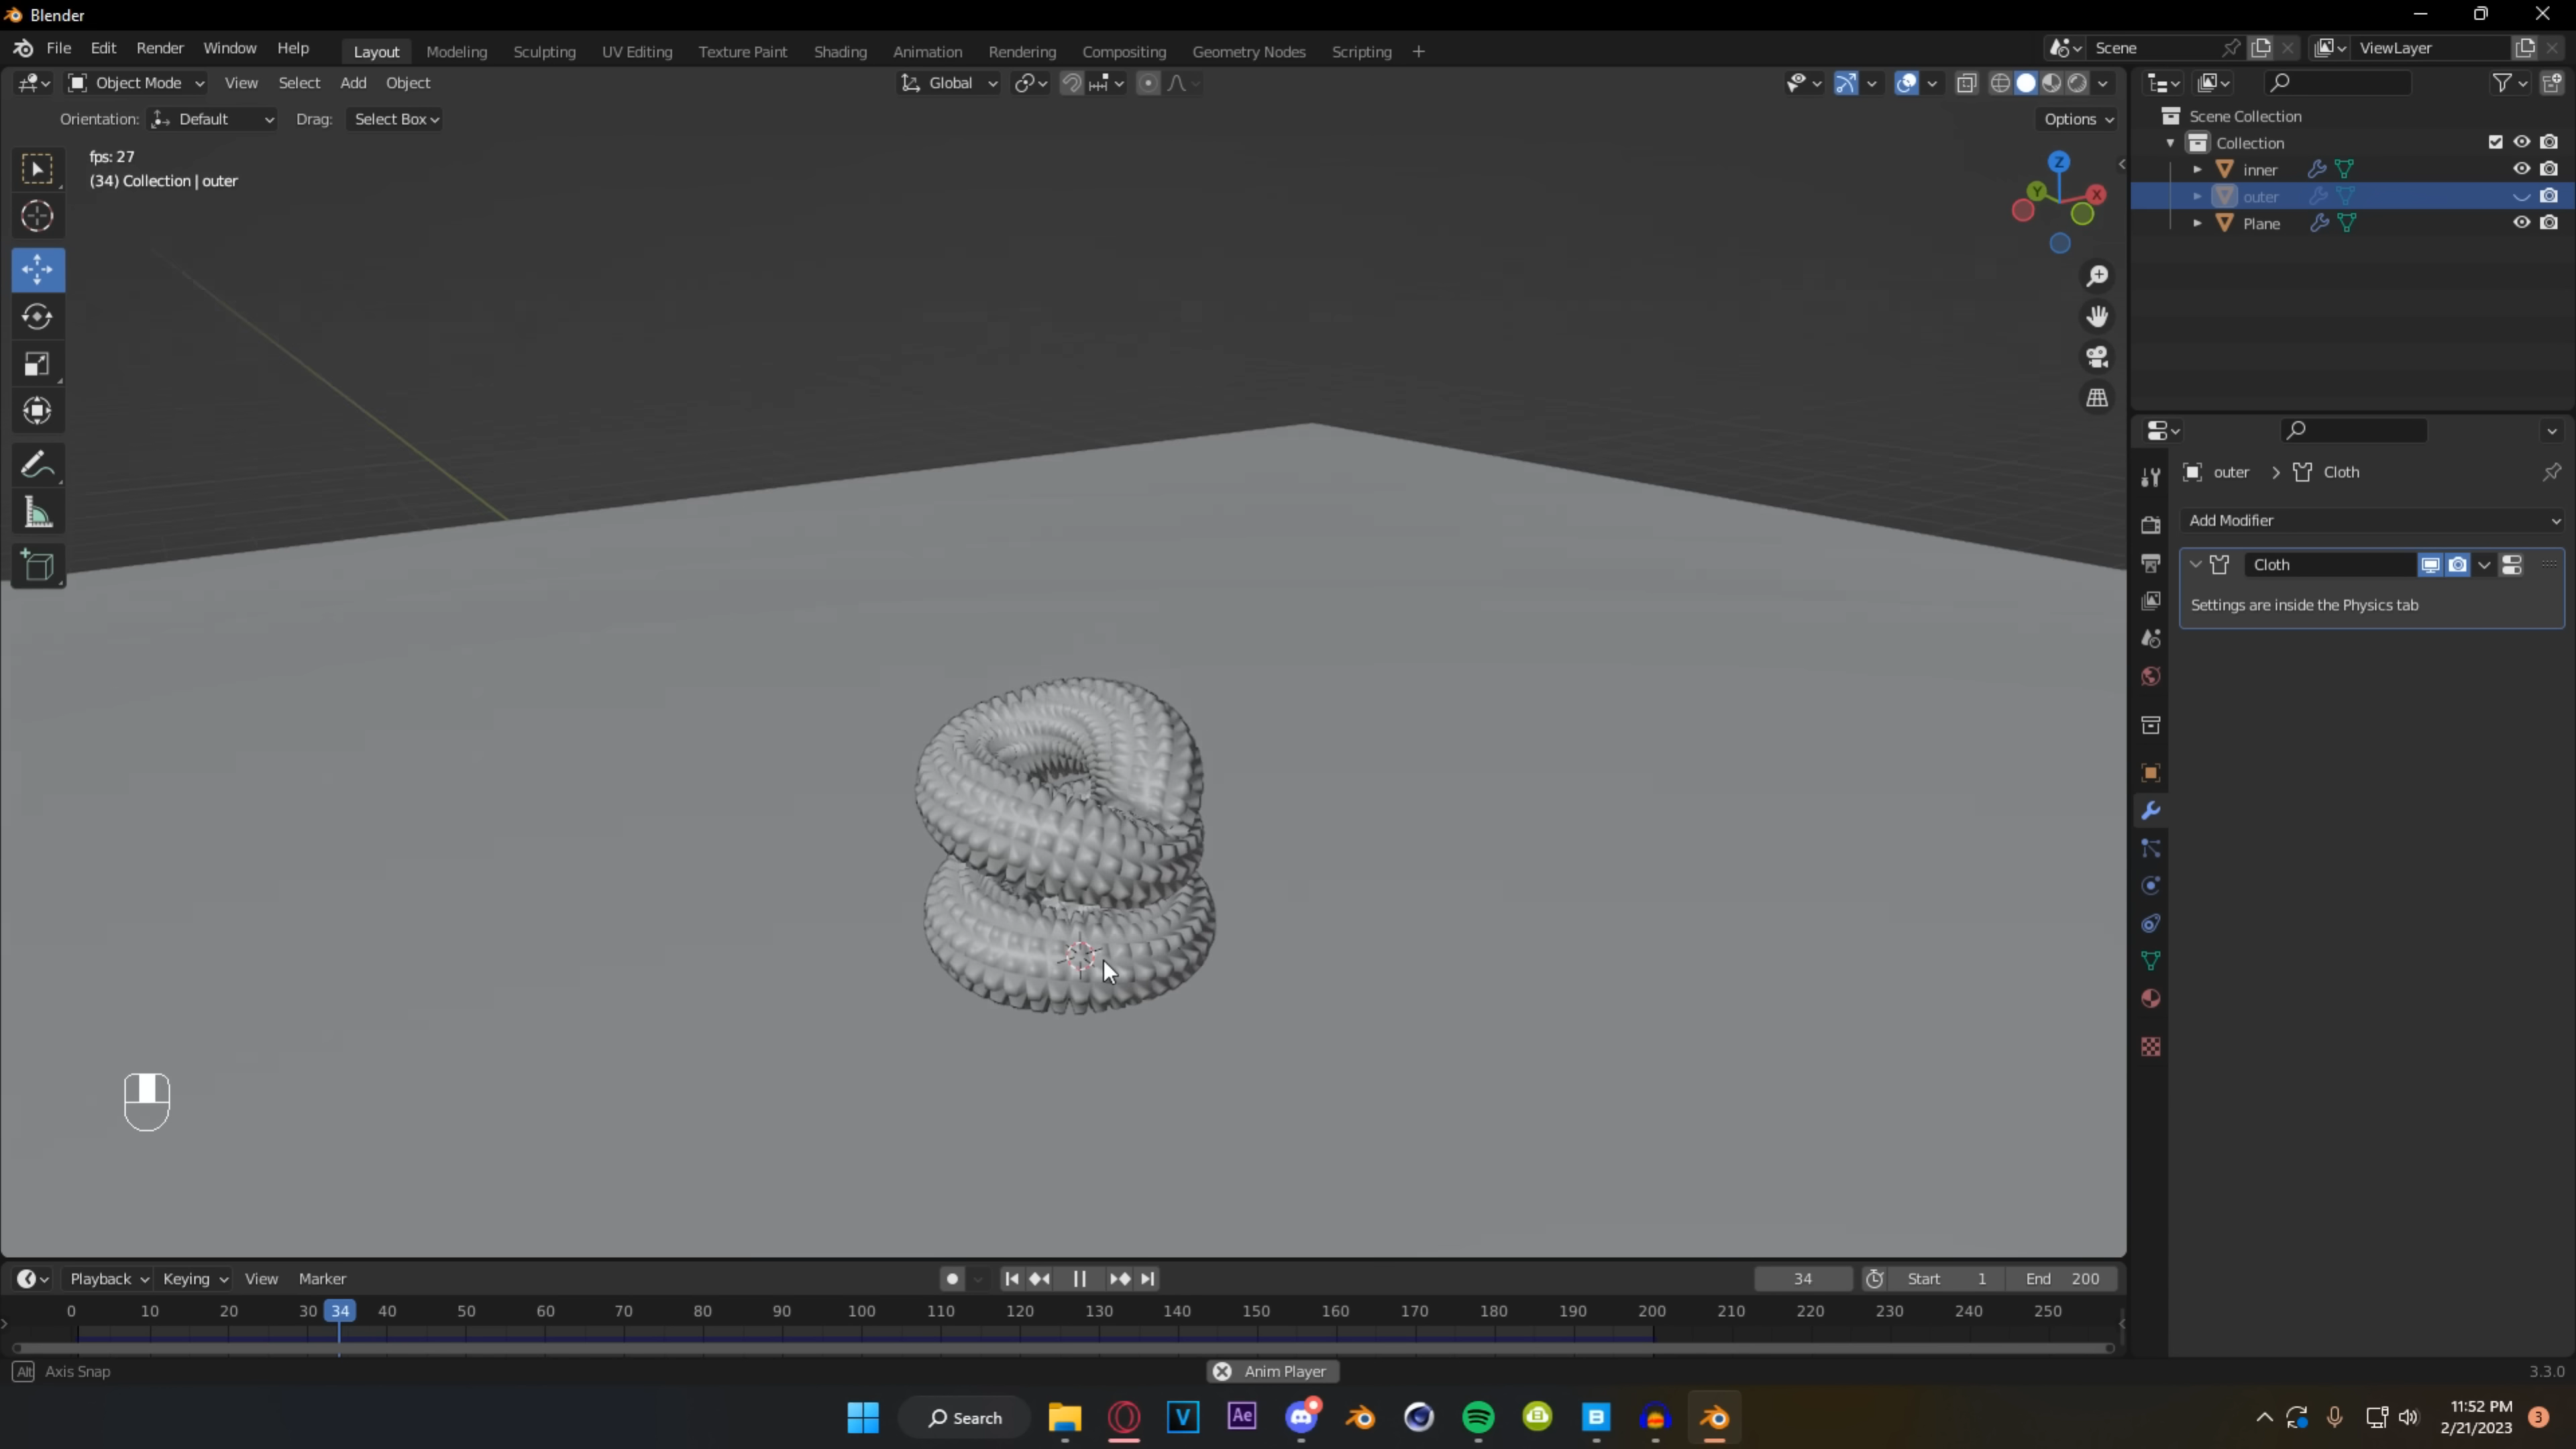 Blender
File Edit Render Window Help Layout Modeling Sculpting UV Editing Texture Paint Shading Animation Rendering Compositing Geometry Nodes Scripting + Scene ViewLayer
Object Mode View Select Add Object Global
Orientation: Default Drag: Select Box Options
fps: 27
(34) Collection | outer
Z
Y
X
Scene Collection
Collection
inner
outer
Plane
outer > Cloth
Add Modifier
Cloth
Settings are inside the Physics tab
Playback Keying View Marker 34 Start 1 End 200
0 10 20 30 34 40 50 60 70 80 90 100 110 120 130 140 150 160 170 180 190 200 210 220 230 240 250
Alt Axis Snap Anim Player 3.3.0
Search V Ae B B 11:52 PM
2/21/2023 3